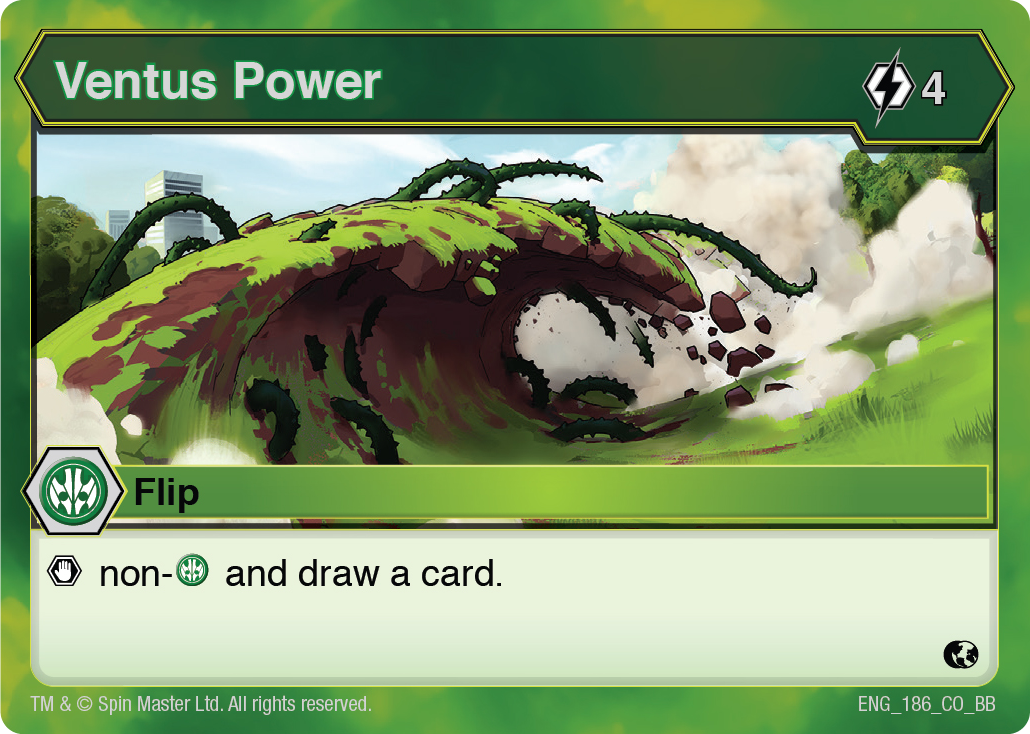 Ventus Power
4
Flip
non- and draw a card.
TM & © Spin Master Ltd. All rights reserved.
ENG_186_CO_BB